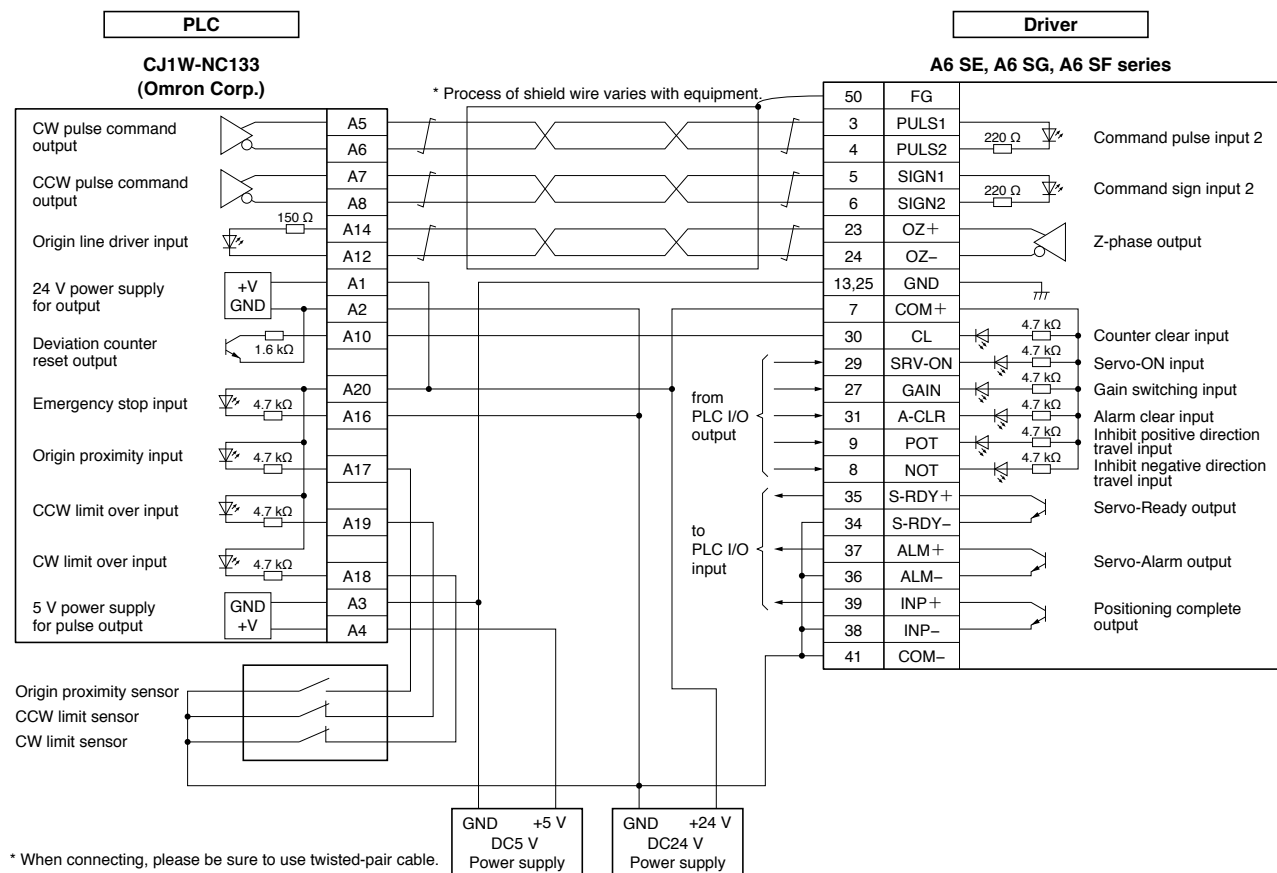 PLC
Driver
CJ1W-NC133
(Omron Corp.)
A6 SE, A6 SG, A6 SF series
* Process of shield wire varies with equipment.
CW pulse command
output
CCW pulse command
output
150 Ω
Origin line driver input
24 V power supply
for output
+V
GND
Deviation counter
reset output
1.6 kΩ
Emergency stop input
4.7 kΩ
Origin proximity input
4.7 kΩ
CCW limit over input
4.7 kΩ
CW limit over input
4.7 kΩ
5 V power supply
for pulse output
GND
+V
A5
A6
A7
A8
A14
A12
A1
A2
A10
A20
A16
A17
A19
A18
A3
A4
from
PLC I/O
output
to
PLC I/O
input
50 FG
3 PULS1
4 PULS2
5 SIGN1
6 SIGN2
23 OZ+
24 OZ−
13,25 GND
7 COM+
30 CL
29 SRV-ON
27 GAIN
31 A-CLR
9 POT
8 NOT
35 S-RDY+
34 S-RDY−
37 ALM+
36 ALM−
39 INP+
38 INP−
41 COM−
220 Ω
Command pulse input 2
220 Ω
Command sign input 2
Z-phase output
4.7 kΩ
Counter clear input
4.7 kΩ
Servo-ON input
4.7 kΩ
Gain switching input
4.7 kΩ
Alarm clear input
4.7 kΩ
Inhibit positive direction
travel input
4.7 kΩ
Inhibit negative direction
travel input
Servo-Ready output
Servo-Alarm output
Positioning complete
output
Origin proximity sensor
CCW limit sensor
CW limit sensor
GND +5 V
DC5 V
Power supply
GND +24 V
DC24 V
Power supply
* When connecting, please be sure to use twisted-pair cable.